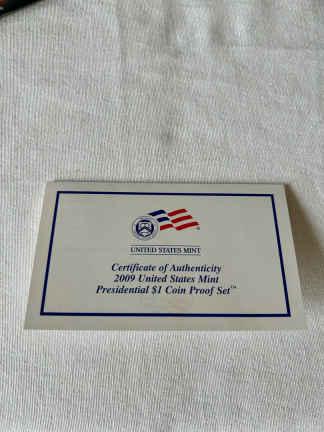 UNITED STATES MINT
Certificate of Authenticity
2009 United States Mint
Presidential $1 Coin Proof Set™